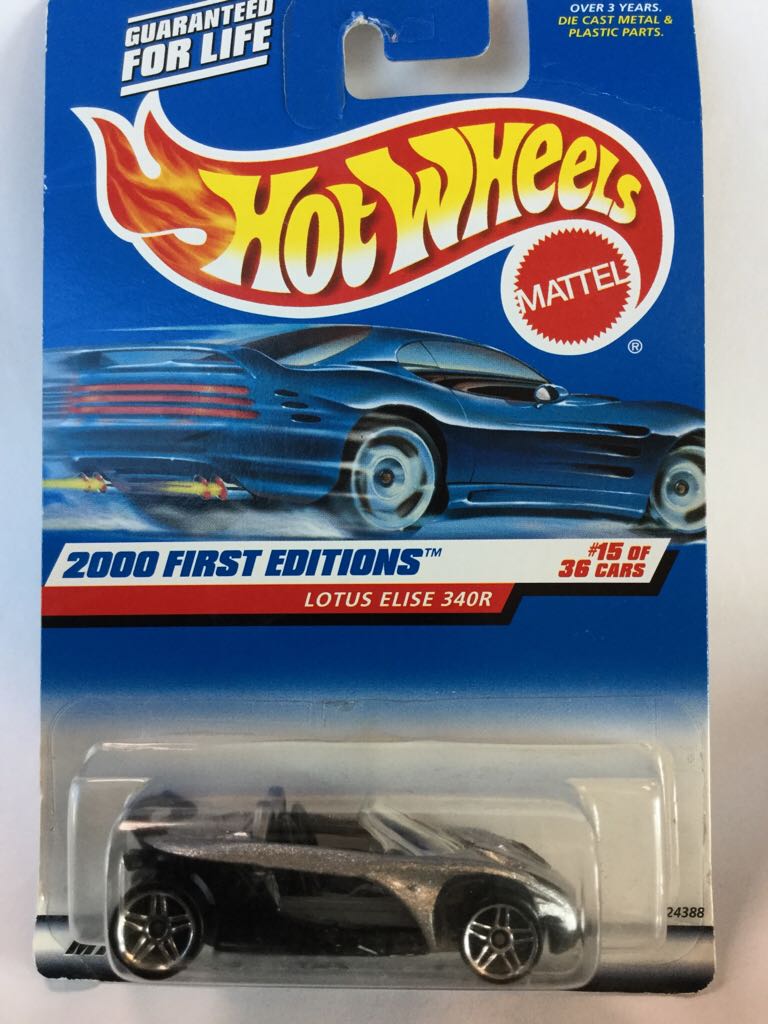 GUARANTEED
FOR LIFE
OVER 3 YEARS.
DIE CAST METAL &
PLASTIC PARTS.
HOT WHEELS
MATTEL
®
2000 FIRST EDITIONS™
#15 OF
36 CARS
LOTUS ELISE 340R
24388